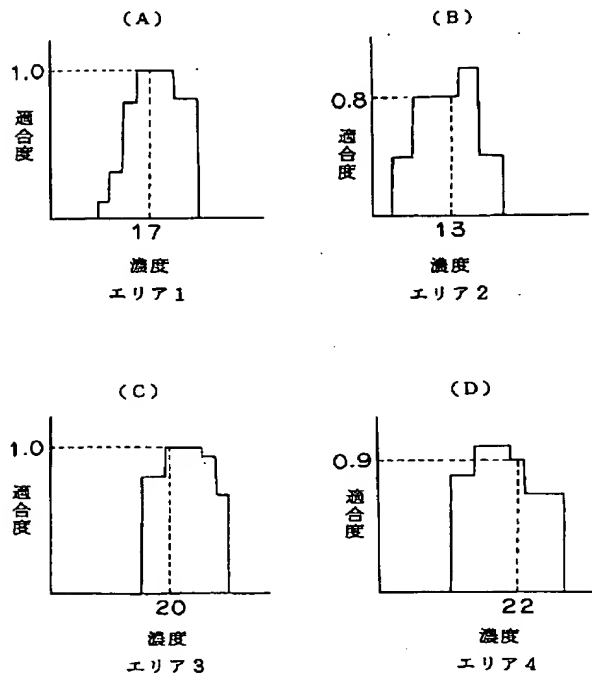 (A)
1.0
適合度
17
濃度
エリア1
(B)
0.8
適合度
13
濃度
エリア2
(C)
1.0
適合度
20
濃度
エリア3
(D)
0.9
適合度
22
濃度
エリア4